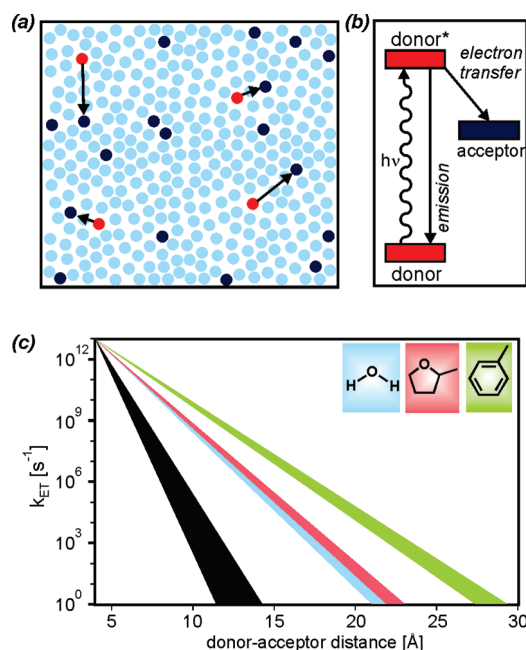 (a)
(b)
donor*
electron
transfer
hν
emission
acceptor
donor
(c)
O
H H
O
k_ET [s⁻¹]
10¹²
10⁹
10⁶
10³
10⁰
5 10 15 20 25 30
donor-acceptor distance [Å]